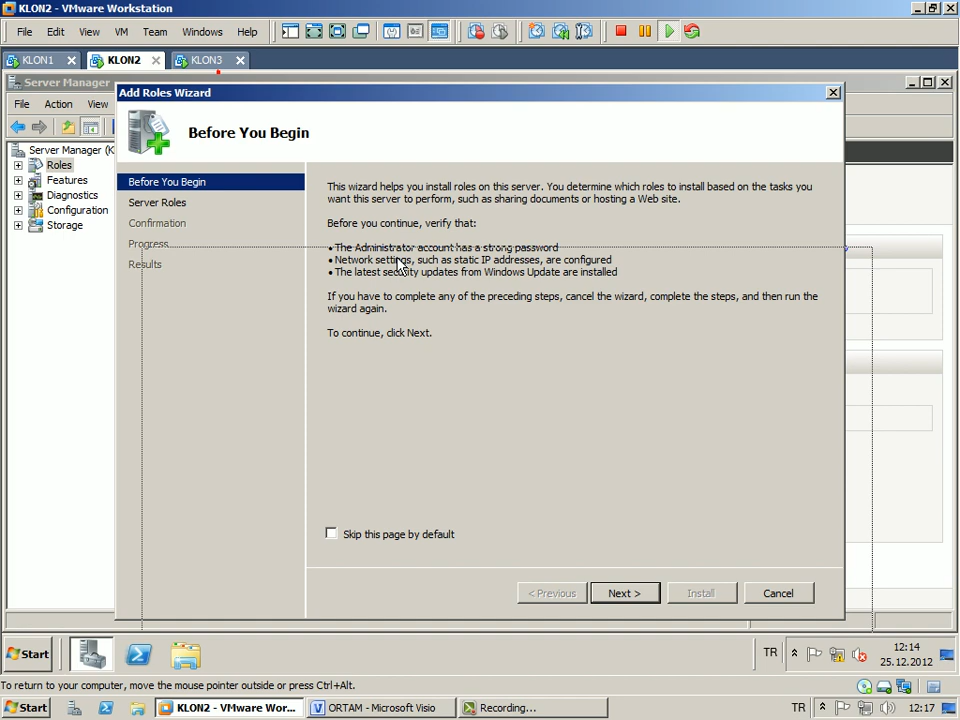 KLON2 - VMware Workstation
File Edit View VM Team Windows Help
KLON1 KLON2 KLON3
Server Manager
File Action View
Add Roles Wizard
Before You Begin
Server Manager (K
Roles
Features
Diagnostics
Configuration
Storage
Before You Begin
Server Roles
Confirmation
Progress
Results
This wizard helps you install roles on this server. You determine which roles to install based on the tasks you
want this server to perform, such as sharing documents or hosting a Web site.
Before you continue, verify that:
• The Administrator account has a strong password
• Network settings, such as static IP addresses, are configured
• The latest security updates from Windows Update are installed
If you have to complete any of the preceding steps, cancel the wizard, complete the steps, and then run the
wizard again.
To continue, click Next.
Skip this page by default
< Previous Next > Install Cancel
Start TR 12:14
25.12.2012
To return to your computer, move the mouse pointer outside or press Ctrl+Alt.
Start KLON2 - VMware Wor... ORTAM - Microsoft Visio Recording... TR 12:17